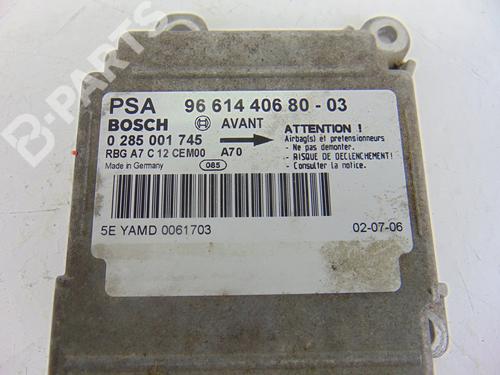 PSA 96 614 406 80 - 03
BOSCH AVANT
0 285 001 745
RBG A7 C 12 CEM00 A70
Made in Germany 085
ATTENTION !
Airbag(s) et pretensionneurs
- Ne pas demonter.
- RISQUE DE DECLENCHEMENT!
- Consulter la notice.
5E YAMD 0061703 02-07-06